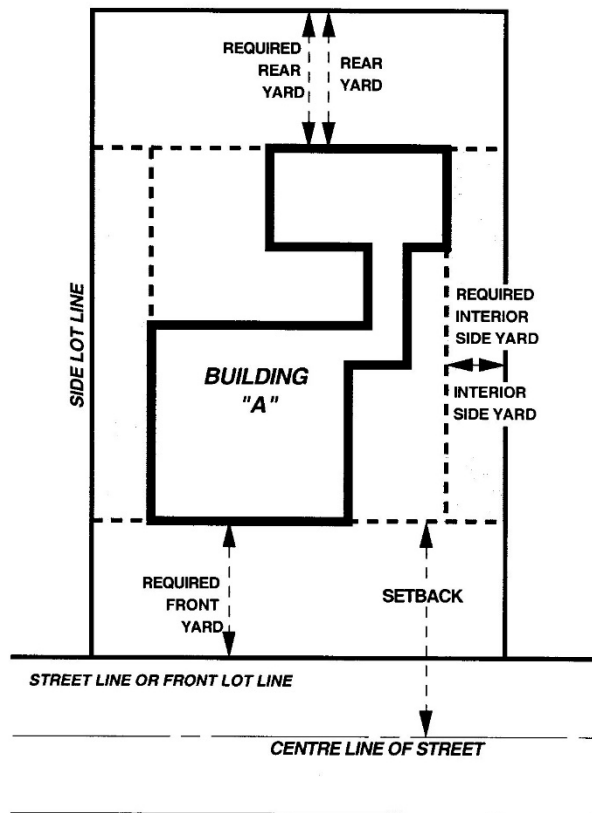 REQUIRED
REAR
YARD
REAR
YARD
SIDE LOT LINE
REQUIRED
INTERIOR
SIDE YARD
INTERIOR
SIDE YARD
BUILDING
"A"
REQUIRED
FRONT
YARD
SETBACK
STREET LINE OR FRONT LOT LINE
CENTRE LINE OF STREET